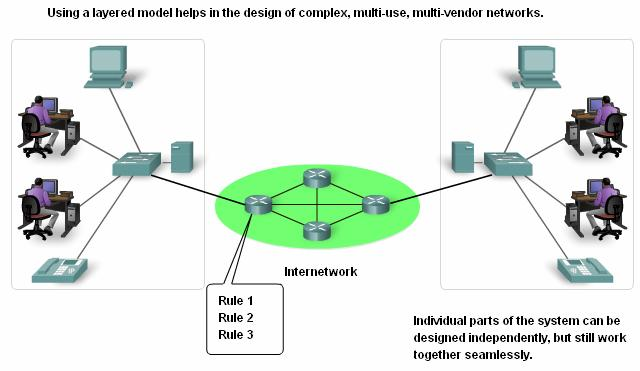 Using a layered model helps in the design of complex, multi-use, multi-vendor networks.
Internetwork
Rule 1
Rule 2
Rule 3
Individual parts of the system can be
designed independently, but still work
together seamlessly.